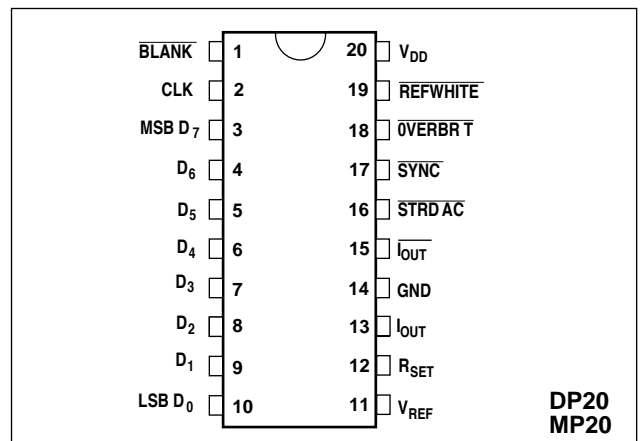 BLANK 1 20 VDD
CLK 2 19 REFWHITE
MSB D7 3 18 0VERBR T
D6 4 17 SYNC
D5 5 16 STRD AC
D4 6 15 IOUT
D3 7 14 GND
D2 8 13 IOUT
D1 9 12 RSET
LSB D0 10 11 VREF
DP20
MP20